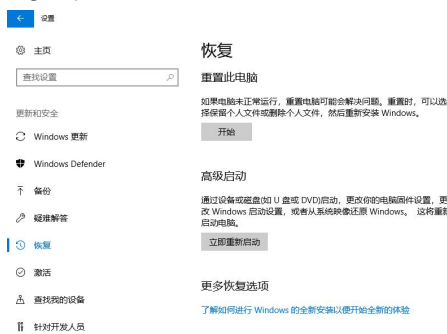 设置
主页
查找设置
更新和安全
Windows 更新
Windows Defender
备份
疑难解答
恢复
激活
查找我的设备
针对开发人员
恢复
重置此电脑
如果电脑未正常运行，重置电脑可能会解决问题。重置时，可以选
择保留个人文件或删除个人文件，然后重新安装 Windows。
开始
高级启动
通过设备或磁盘(如 U 盘或 DVD)启动，更改你的电脑固件设置，更
改 Windows 启动设置，或者从系统映像还原 Windows。 这将重新
启动电脑。
立即重新启动
更多恢复选项
了解如何进行 Windows 的全新安装以便开始全新的体验